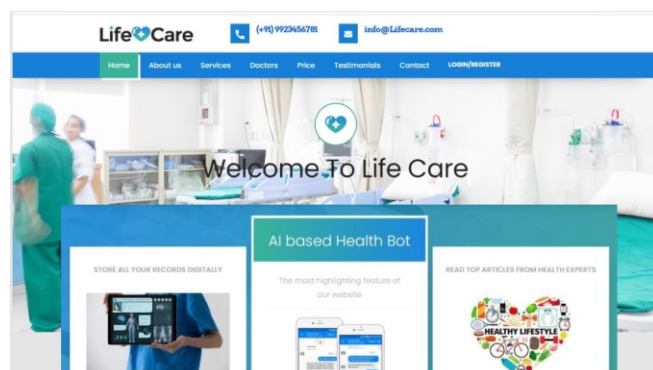 Life Care
(+91) 9923456781
info@Lifecare.com
Home About us Services Doctors Price Testimonials Contact LOGIN/REGISTER
Welcome To Life Care
AI based Health Bot
STORE ALL YOUR RECORDS DIGITALLY
The most highlighting feature of
our website
READ TOP ARTICLES FROM HEALTH EXPERTS
HEALTHY LIFESTYLE